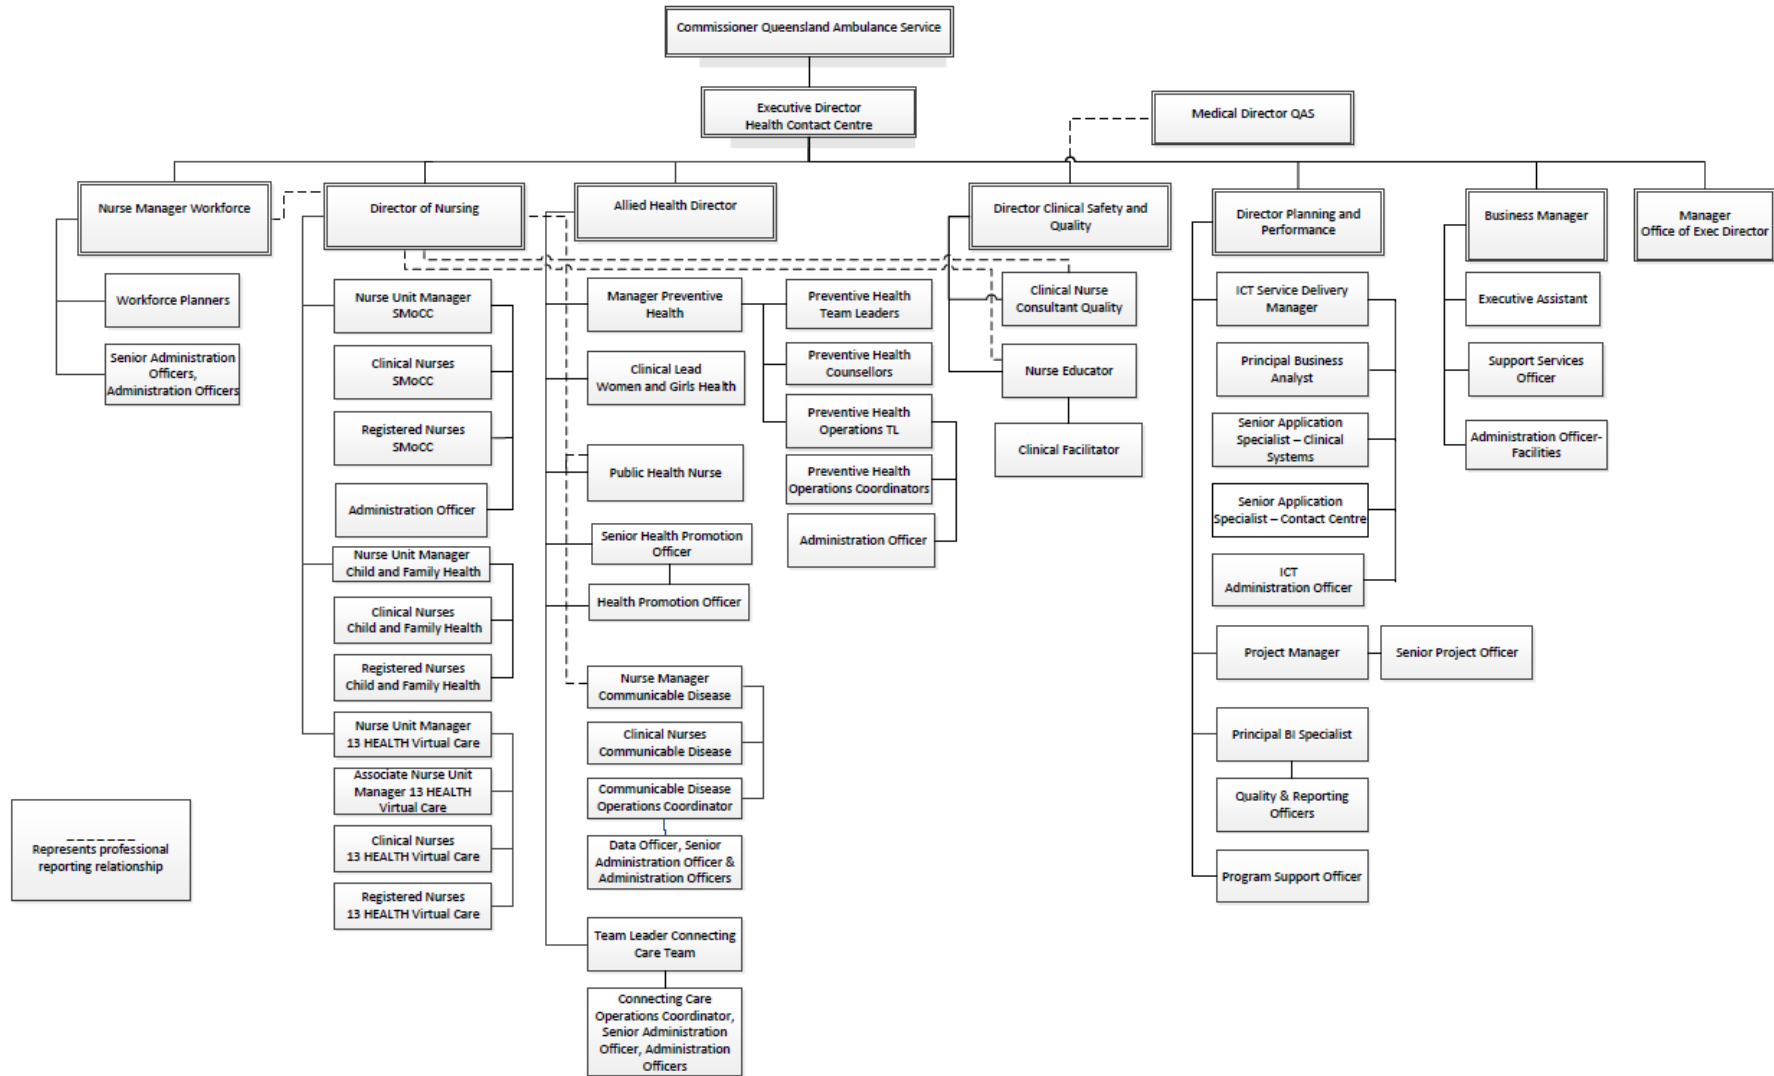 Commissioner Queensland Ambulance Service
Executive Director
Health Contact Centre
Medical Director QAS
Nurse Manager Workforce
Director of Nursing
Allied Health Director
Director Clinical Safety and
Quality
Director Planning and
Performance
Business Manager
Manager
Office of Exec Director
Workforce Planners
Senior Administration
Officers,
Administration Officers
Nurse Unit Manager
SMoCC
Clinical Nurses
SMoCC
Registered Nurses
SMoCC
Administration Officer
Nurse Unit Manager
Child and Family Health
Clinical Nurses
Child and Family Health
Registered Nurses
Child and Family Health
Nurse Unit Manager
13 HEALTH Virtual Care
Associate Nurse Unit
Manager 13 HEALTH
Virtual Care
Clinical Nurses
13 HEALTH Virtual Care
Registered Nurses
13 HEALTH Virtual Care
Manager Preventive
Health
Clinical Lead
Women and Girls Health
Public Health Nurse
Senior Health Promotion
Officer
Health Promotion Officer
Nurse Manager
Communicable Disease
Clinical Nurses
Communicable Disease
Communicable Disease
Operations Coordinator
Data Officer, Senior
Administration Officer &
Administration Officers
Team Leader Connecting
Care Team
Connecting Care
Operations Coordinator,
Senior Administration
Officer, Administration
Officers
Preventive Health
Team Leaders
Preventive Health
Counsellors
Preventive Health
Operations TL
Preventive Health
Operations Coordinators
Administration Officer
Clinical Nurse
Consultant Quality
Nurse Educator
Clinical Facilitator
ICT Service Delivery
Manager
Principal Business
Analyst
Senior Application
Specialist – Clinical
Systems
Senior Application
Specialist – Contact Centre
ICT
Administration Officer
Project Manager
Senior Project Officer
Principal BI Specialist
Quality & Reporting
Officers
Program Support Officer
Executive Assistant
Support Services
Officer
Administration Officer-
Facilities
_______
Represents professional
reporting relationship